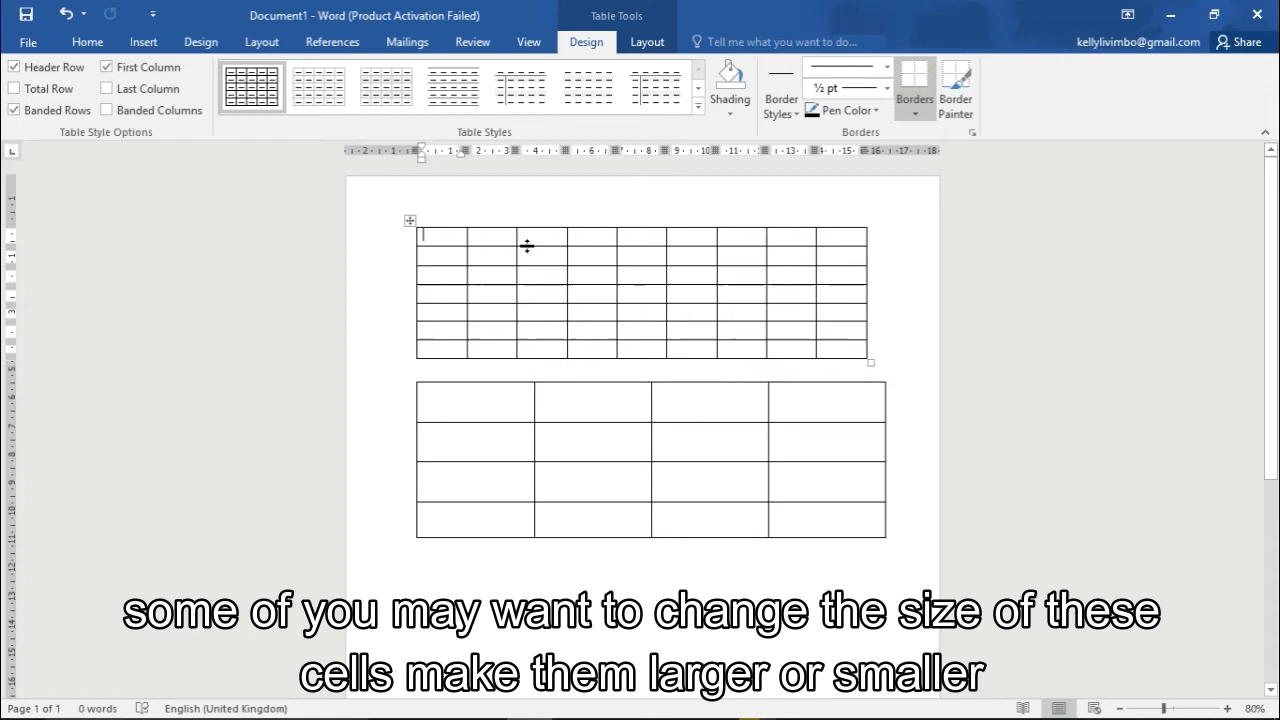 Document1 - Word (Product Activation Failed)
Table Tools
File
Home
Insert
Design
Layout
References
Mailings
Review
View
Design
Layout
Tell me what you want to do...
kellylivimbo@gmail.com
Share
Header Row
First Column
Total Row
Last Column
Banded Rows
Banded Columns
Table Style Options
Table Styles
Shading
Border Styles
½ pt
Pen Color
Borders
Border Painter
Borders
some of you may want to change the size of these
cells make them larger or smaller
Page 1 of 1
0 words
English (United Kingdom)
80%